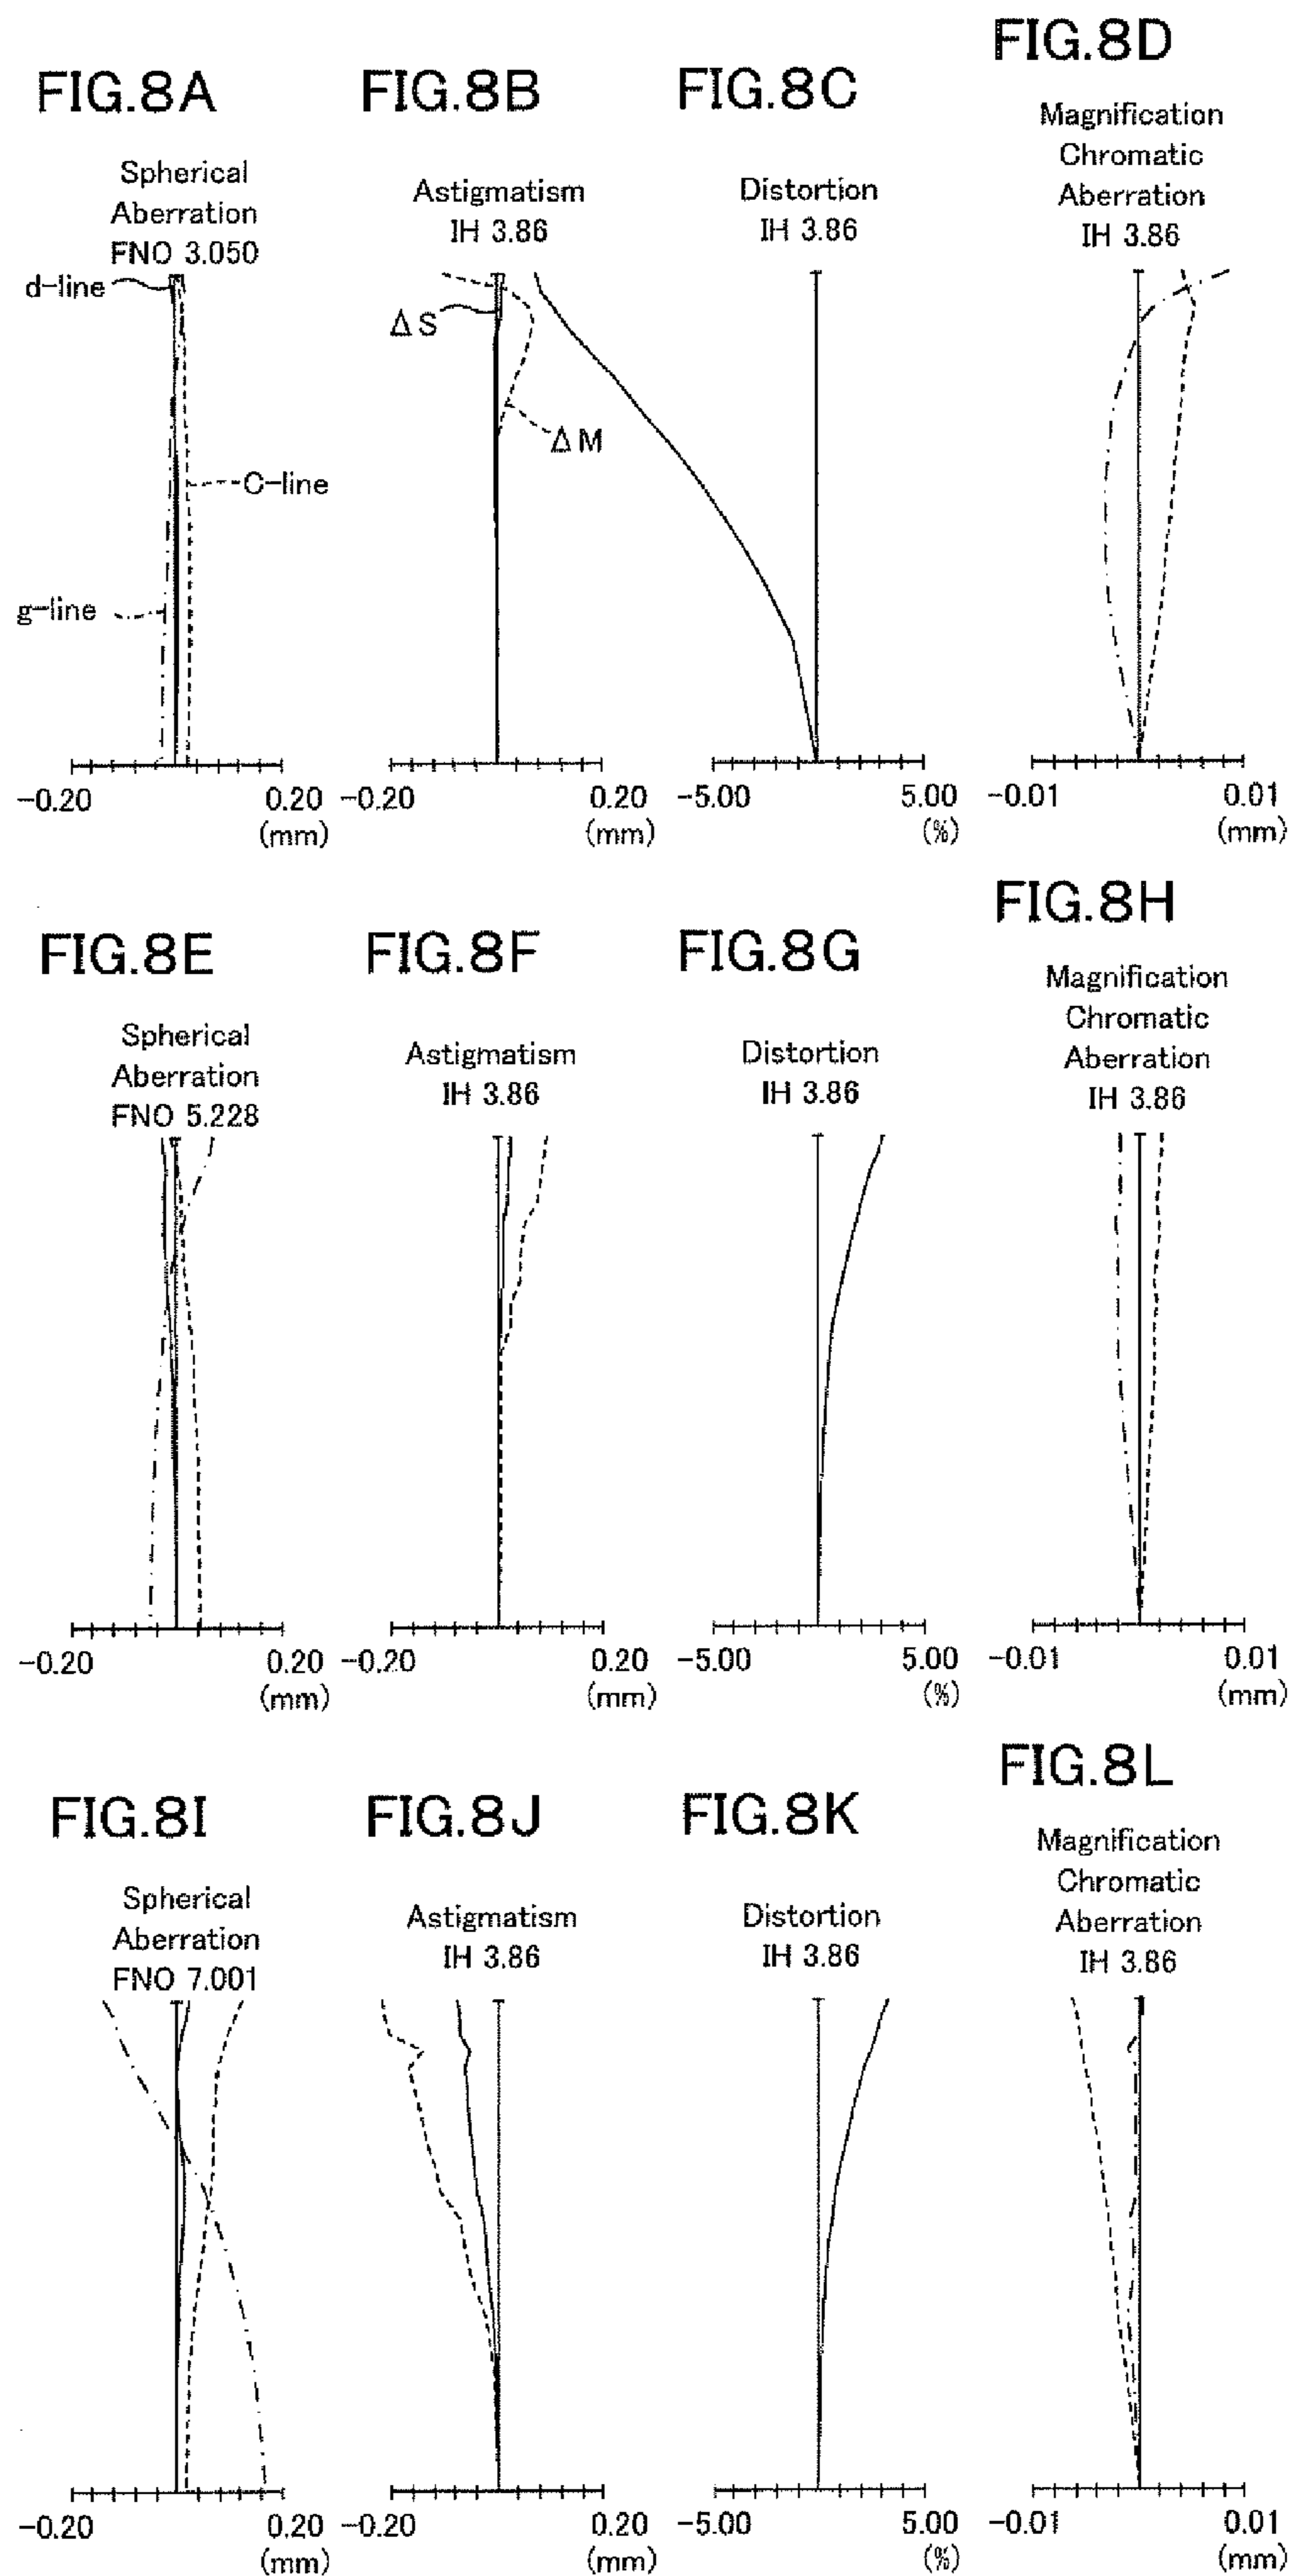 FIG.8A
Spherical
Aberration
FNO 3.050
d-line
C-line
g-line
-0.20
0.20
(mm)
FIG.8B
Astigmatism
IH 3.86
ΔS
ΔM
-0.20
0.20
(mm)
FIG.8C
Distortion
IH 3.86
-5.00
5.00
(%)
FIG.8D
Magnification
Chromatic
Aberration
IH 3.86
-0.01
0.01
(mm)
FIG.8E
Spherical
Aberration
FNO 5.228
-0.20
0.20
(mm)
FIG.8F
Astigmatism
IH 3.86
-0.20
0.20
(mm)
FIG.8G
Distortion
IH 3.86
-5.00
5.00
(%)
FIG.8H
Magnification
Chromatic
Aberration
IH 3.86
-0.01
0.01
(mm)
FIG.8I
Spherical
Aberration
FNO 7.001
-0.20
0.20
(mm)
FIG.8J
Astigmatism
IH 3.86
-0.20
0.20
(mm)
FIG.8K
Distortion
IH 3.86
-5.00
5.00
(%)
FIG.8L
Magnification
Chromatic
Aberration
IH 3.86
-0.01
0.01
(mm)